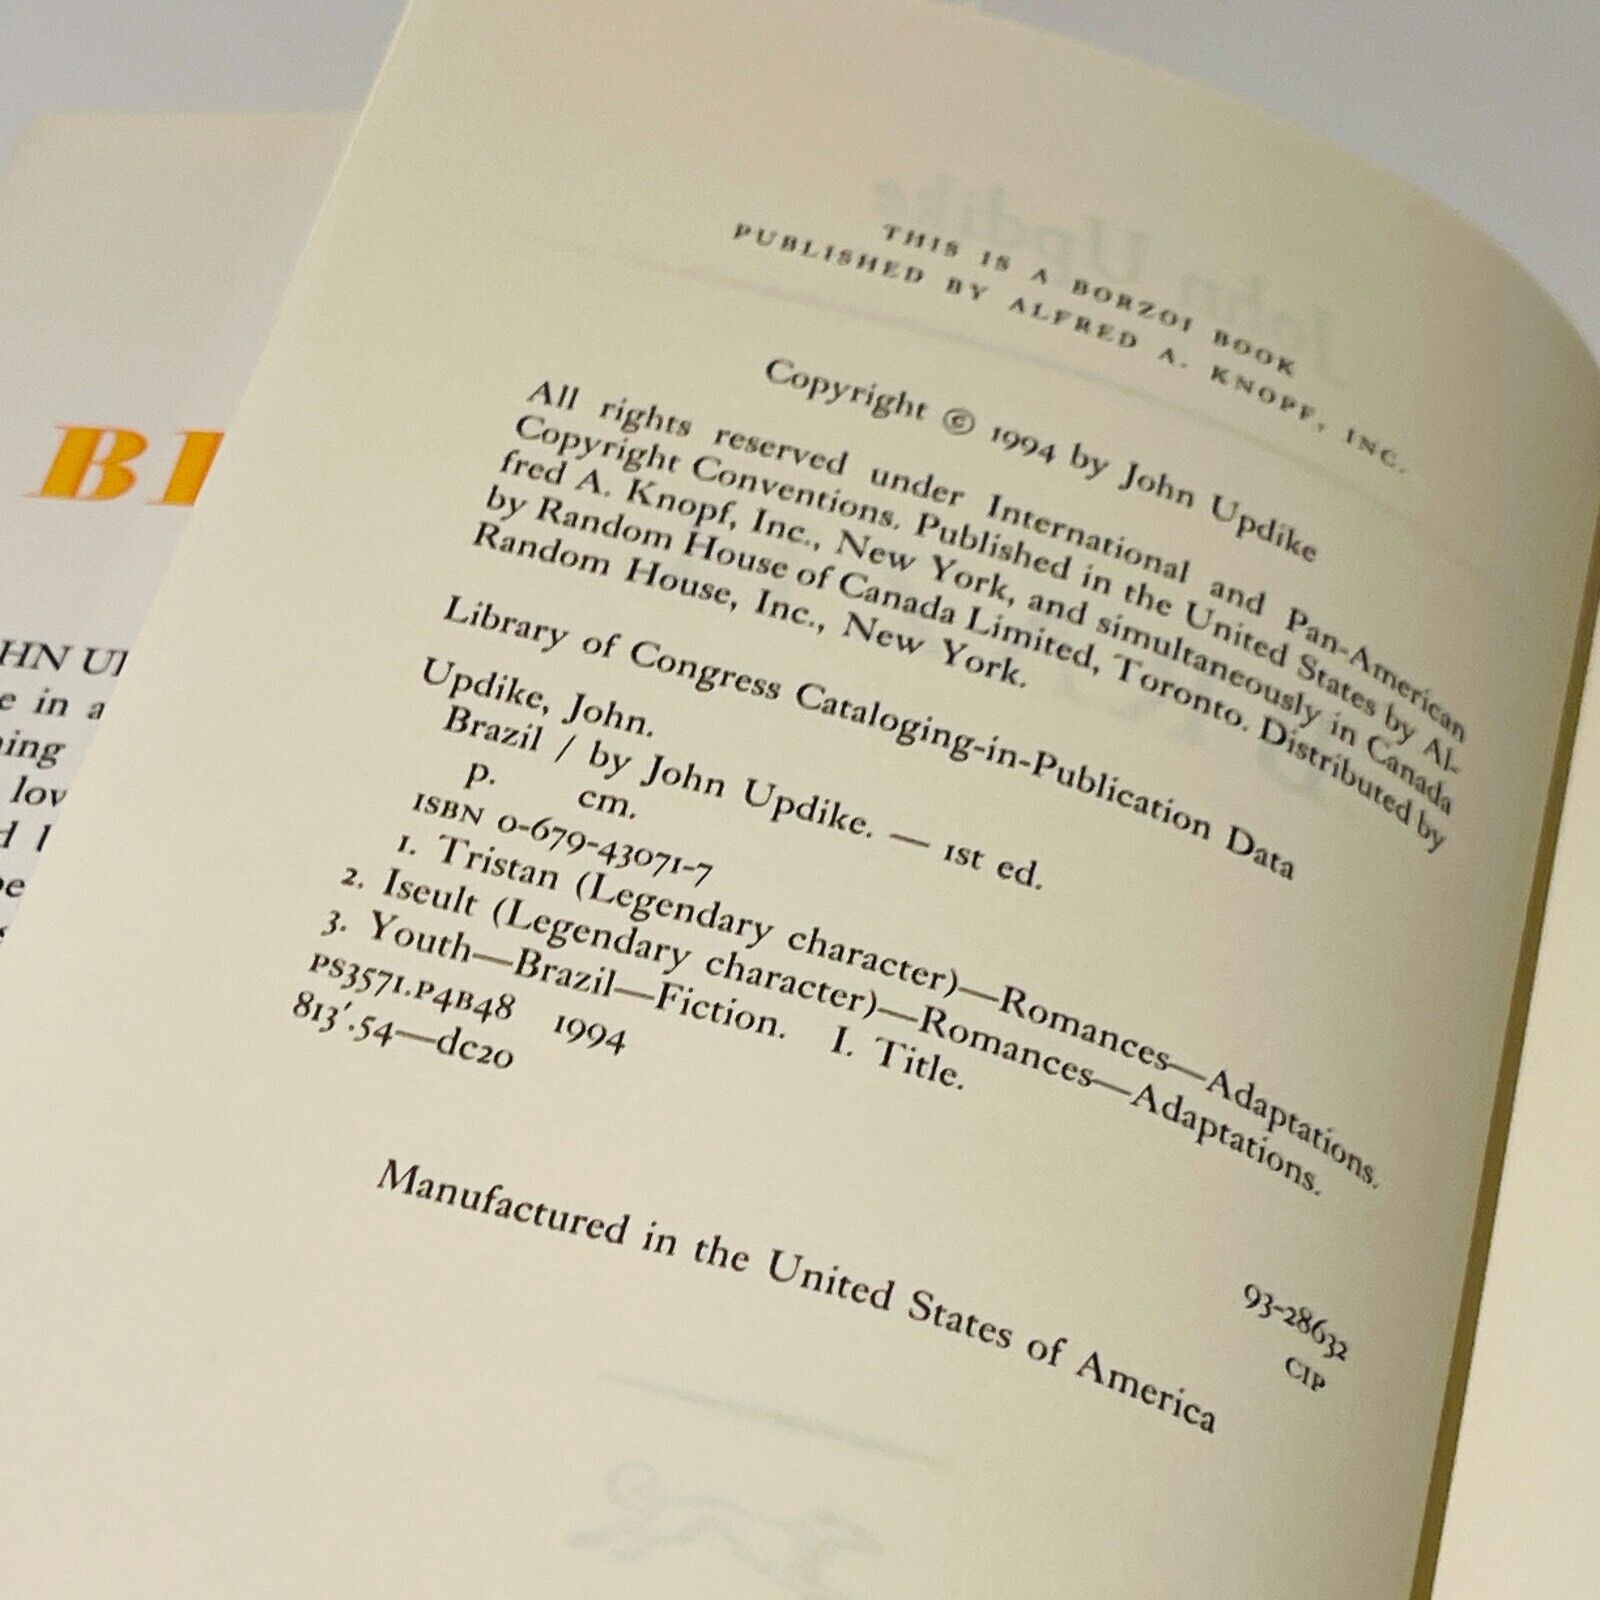 THIS IS A BORZOI BOOK
PUBLISHED BY ALFRED A. KNOPF, INC.
Copyright © 1994 by John Updike
All rights reserved under International and Pan-American
Copyright Conventions. Published in the United States by Al-
fred A. Knopf, Inc., New York, and simultaneously in Canada
by Random House of Canada Limited, Toronto. Distributed by
Random House, Inc., New York.
Library of Congress Cataloging-in-Publication Data
Updike, John.
Brazil / by John Updike. — 1st ed.
p. cm.
ISBN 0-679-43071-7
1. Tristan (Legendary character)—Romances—Adaptations.
2. Iseult (Legendary character)—Romances—Adaptations.
3. Youth—Brazil—Fiction. I. Title.
PS3571.P4B48 1994
813'.54—dc20
93-28632
CIP
Manufactured in the United States of America
John Updike
in a